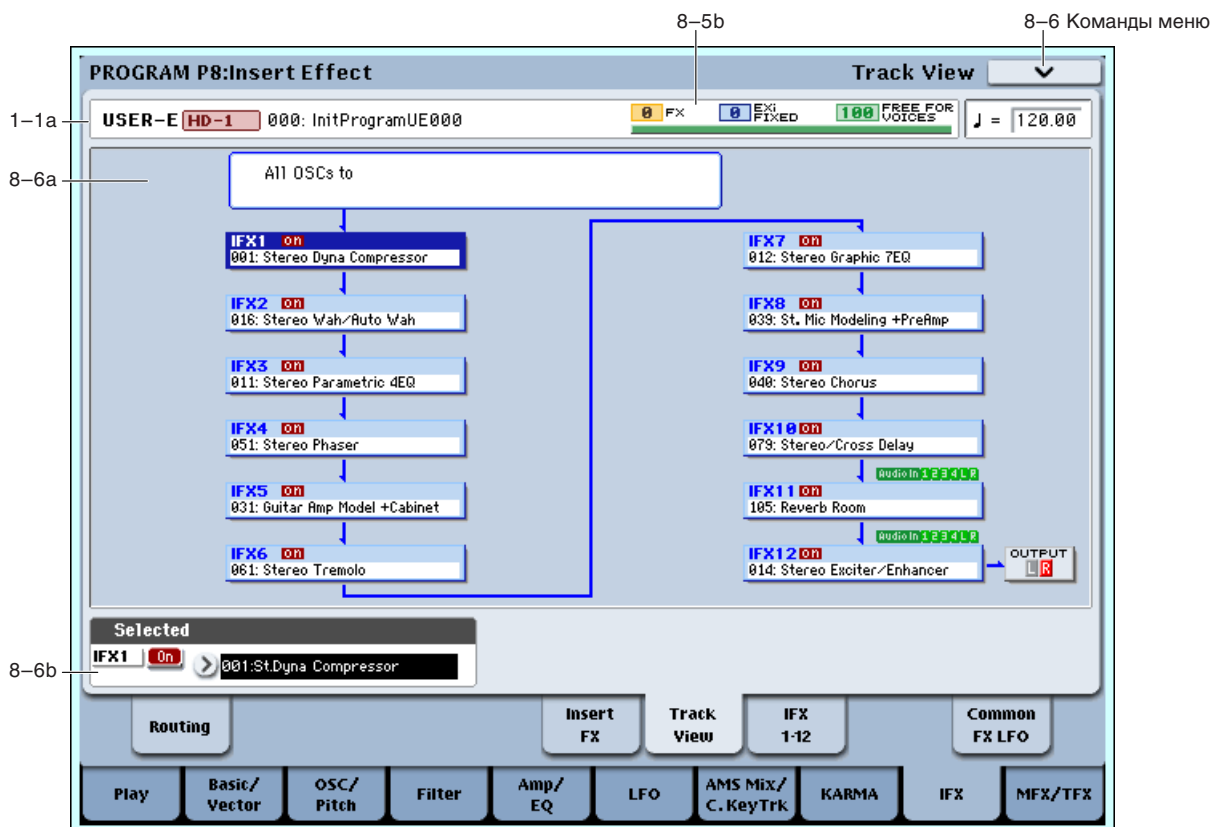 8–5b
8–6 Команды меню
PROGRAM P8:Insert Effect
Track View
1–1a
USER-E HD-1 000: InitProgramUE000
0 FX
0 EXi FIXED
100 FREE FOR VOICES
♩ = 120.00
8–6a
All OSCs to
IFX1 On
001: Stereo Dyna Compressor
IFX2 On
016: Stereo Wah/Auto Wah
IFX3 On
011: Stereo Parametric 4EQ
IFX4 On
051: Stereo Phaser
IFX5 On
031: Guitar Amp Model +Cabinet
IFX6 On
061: Stereo Tremolo
IFX7 On
012: Stereo Graphic 7EQ
IFX8 On
039: St. Mic Modeling +PreAmp
IFX9 On
040: Stereo Chorus
IFX10 On
079: Stereo/Cross Delay
Audio In 1 2 3 4 L R
IFX11 On
105: Reverb Room
Audio In 1 2 3 4 L R
IFX12 On
014: Stereo Exciter/Enhancer
OUTPUT
L R
Selected
8–6b
IFX1 On 001:St.Dyna Compressor
Routing
Insert FX
Track View
IFX 1-12
Common FX LFO
Play
Basic/ Vector
OSC/ Pitch
Filter
Amp/ EQ
LFO
AMS Mix/ C.KeyTrk
KARMA
IFX
MFX/TFX